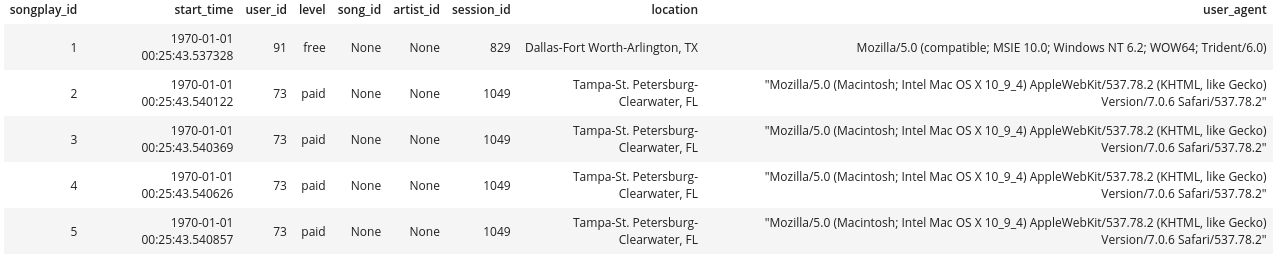 songplay_id start_time user_id level song_id artist_id session_id location user_agent
1 1970-01-01 00:25:43.537328 91 free None None 829 Dallas-Fort Worth-Arlington, TX Mozilla/5.0 (compatible; MSIE 10.0; Windows NT 6.2; WOW64; Trident/6.0)
2 1970-01-01 00:25:43.540122 73 paid None None 1049 Tampa-St. Petersburg-Clearwater, FL "Mozilla/5.0 (Macintosh; Intel Mac OS X 10_9_4) AppleWebKit/537.78.2 (KHTML, like Gecko) Version/7.0.6 Safari/537.78.2"
3 1970-01-01 00:25:43.540369 73 paid None None 1049 Tampa-St. Petersburg-Clearwater, FL "Mozilla/5.0 (Macintosh; Intel Mac OS X 10_9_4) AppleWebKit/537.78.2 (KHTML, like Gecko) Version/7.0.6 Safari/537.78.2"
4 1970-01-01 00:25:43.540626 73 paid None None 1049 Tampa-St. Petersburg-Clearwater, FL "Mozilla/5.0 (Macintosh; Intel Mac OS X 10_9_4) AppleWebKit/537.78.2 (KHTML, like Gecko) Version/7.0.6 Safari/537.78.2"
5 1970-01-01 00:25:43.540857 73 paid None None 1049 Tampa-St. Petersburg-Clearwater, FL "Mozilla/5.0 (Macintosh; Intel Mac OS X 10_9_4) AppleWebKit/537.78.2 (KHTML, like Gecko) Version/7.0.6 Safari/537.78.2"